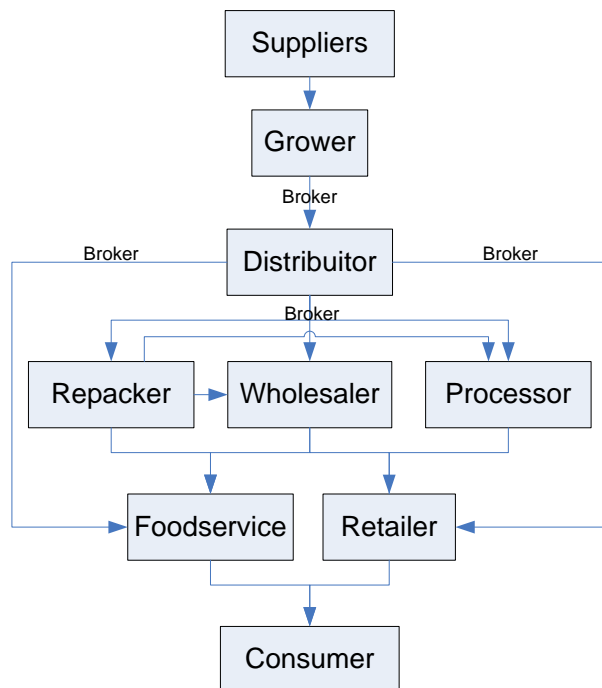 Suppliers
Grower
Broker
Broker
Distribuitor
Broker
Broker
Repacker
Wholesaler
Processor
Foodservice
Retailer
Consumer